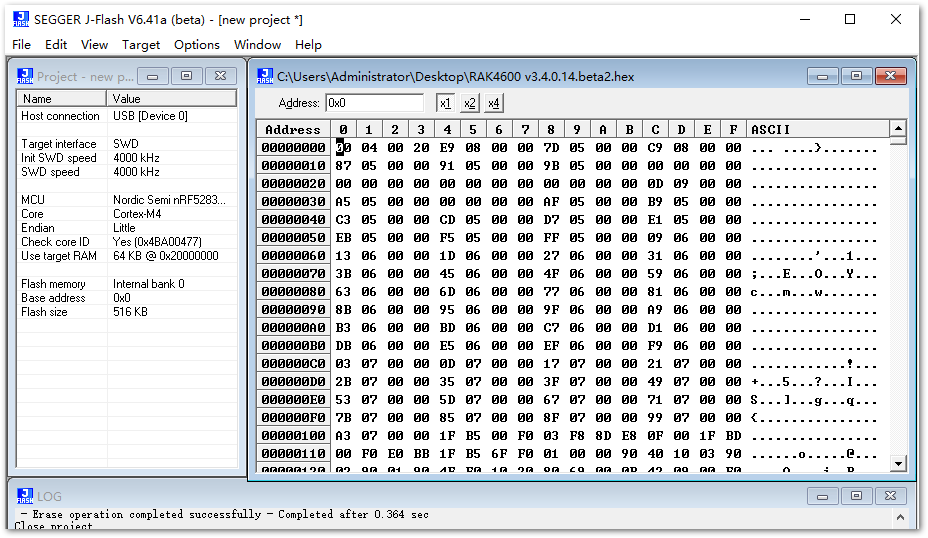 SEGGER J-Flash V6.41a (beta) - [new project *]
File Edit View Target Options Window Help
Project - new p...
Name Value
Host connection USB [Device 0]
Target interface SWD
Init SWD speed 4000 kHz
SWD speed 4000 kHz
MCU Nordic Semi nRF5283...
Core Cortex-M4
Endian Little
Check core ID Yes (0x4BA00477)
Use target RAM 64 KB @ 0x20000000
Flash memory Internal bank 0
Base address 0x0
Flash size 516 KB
C:\Users\Administrator\Desktop\RAK4600 v3.4.0.14.beta2.hex
Address: 0x0 x1 x2 x4
Address 0 1 2 3 4 5 6 7 8 9 A B C D E F ASCII
00000000 00 04 00 20 E9 08 00 00 7D 05 00 00 C9 08 00 00 ... ....}.......
00000010 87 05 00 00 91 05 00 00 9B 05 00 00 00 00 00 00 ................
00000020 00 00 00 00 00 00 00 00 00 00 00 00 0D 09 00 00 ................
00000030 A5 05 00 00 00 00 00 00 AF 05 00 00 B9 05 00 00 ................
00000040 C3 05 00 00 CD 05 00 00 D7 05 00 00 E1 05 00 00 ................
00000050 EB 05 00 00 F5 05 00 00 FF 05 00 00 09 06 00 00 ................
00000060 13 06 00 00 1D 06 00 00 27 06 00 00 31 06 00 00 ........'...1...
00000070 3B 06 00 00 45 06 00 00 4F 06 00 00 59 06 00 00 ;...E...O...Y...
00000080 63 06 00 00 6D 06 00 00 77 06 00 00 81 06 00 00 c...m...w.......
00000090 8B 06 00 00 95 06 00 00 9F 06 00 00 A9 06 00 00 ................
000000A0 B3 06 00 00 BD 06 00 00 C7 06 00 00 D1 06 00 00 ................
000000B0 DB 06 00 00 E5 06 00 00 EF 06 00 00 F9 06 00 00 ................
000000C0 03 07 00 00 0D 07 00 00 17 07 00 00 21 07 00 00 ............!...
000000D0 2B 07 00 00 35 07 00 00 3F 07 00 00 49 07 00 00 +...5...?...I...
000000E0 53 07 00 00 5D 07 00 00 67 07 00 00 71 07 00 00 S...]...g...q...
000000F0 7B 07 00 00 85 07 00 00 8F 07 00 00 99 07 00 00 {...............
00000100 A3 07 00 00 1F B5 00 F0 03 F8 8D E8 0F 00 1F BD ................
00000110 00 F0 E0 BB 1F B5 6F F0 01 00 00 90 40 10 03 90 ......o.....@...
00000120 02 90 01 90
LOG
- Erase operation completed successfully - Completed after 0.364 sec
Close project